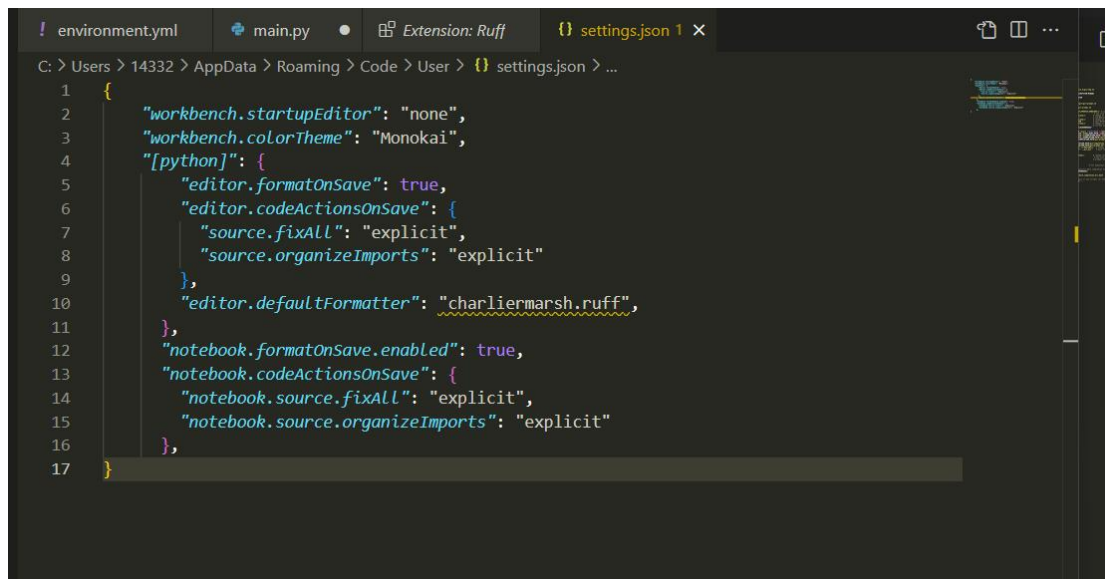 ! environment.yml main.py ● Extension: Ruff {} settings.json 1 ×
C: > Users > 14332 > AppData > Roaming > Code > User > {} settings.json > ...
1 {
2 "workbench.startupEditor": "none",
3 "workbench.colorTheme": "Monokai",
4 "[python]": {
5 "editor.formatOnSave": true,
6 "editor.codeActionsOnSave": {
7 "source.fixAll": "explicit",
8 "source.organizeImports": "explicit"
9 },
10 "editor.defaultFormatter": "charliermarsh.ruff",
11 },
12 "notebook.formatOnSave.enabled": true,
13 "notebook.codeActionsOnSave": {
14 "notebook.source.fixAll": "explicit",
15 "notebook.source.organizeImports": "explicit"
16 },
17 }